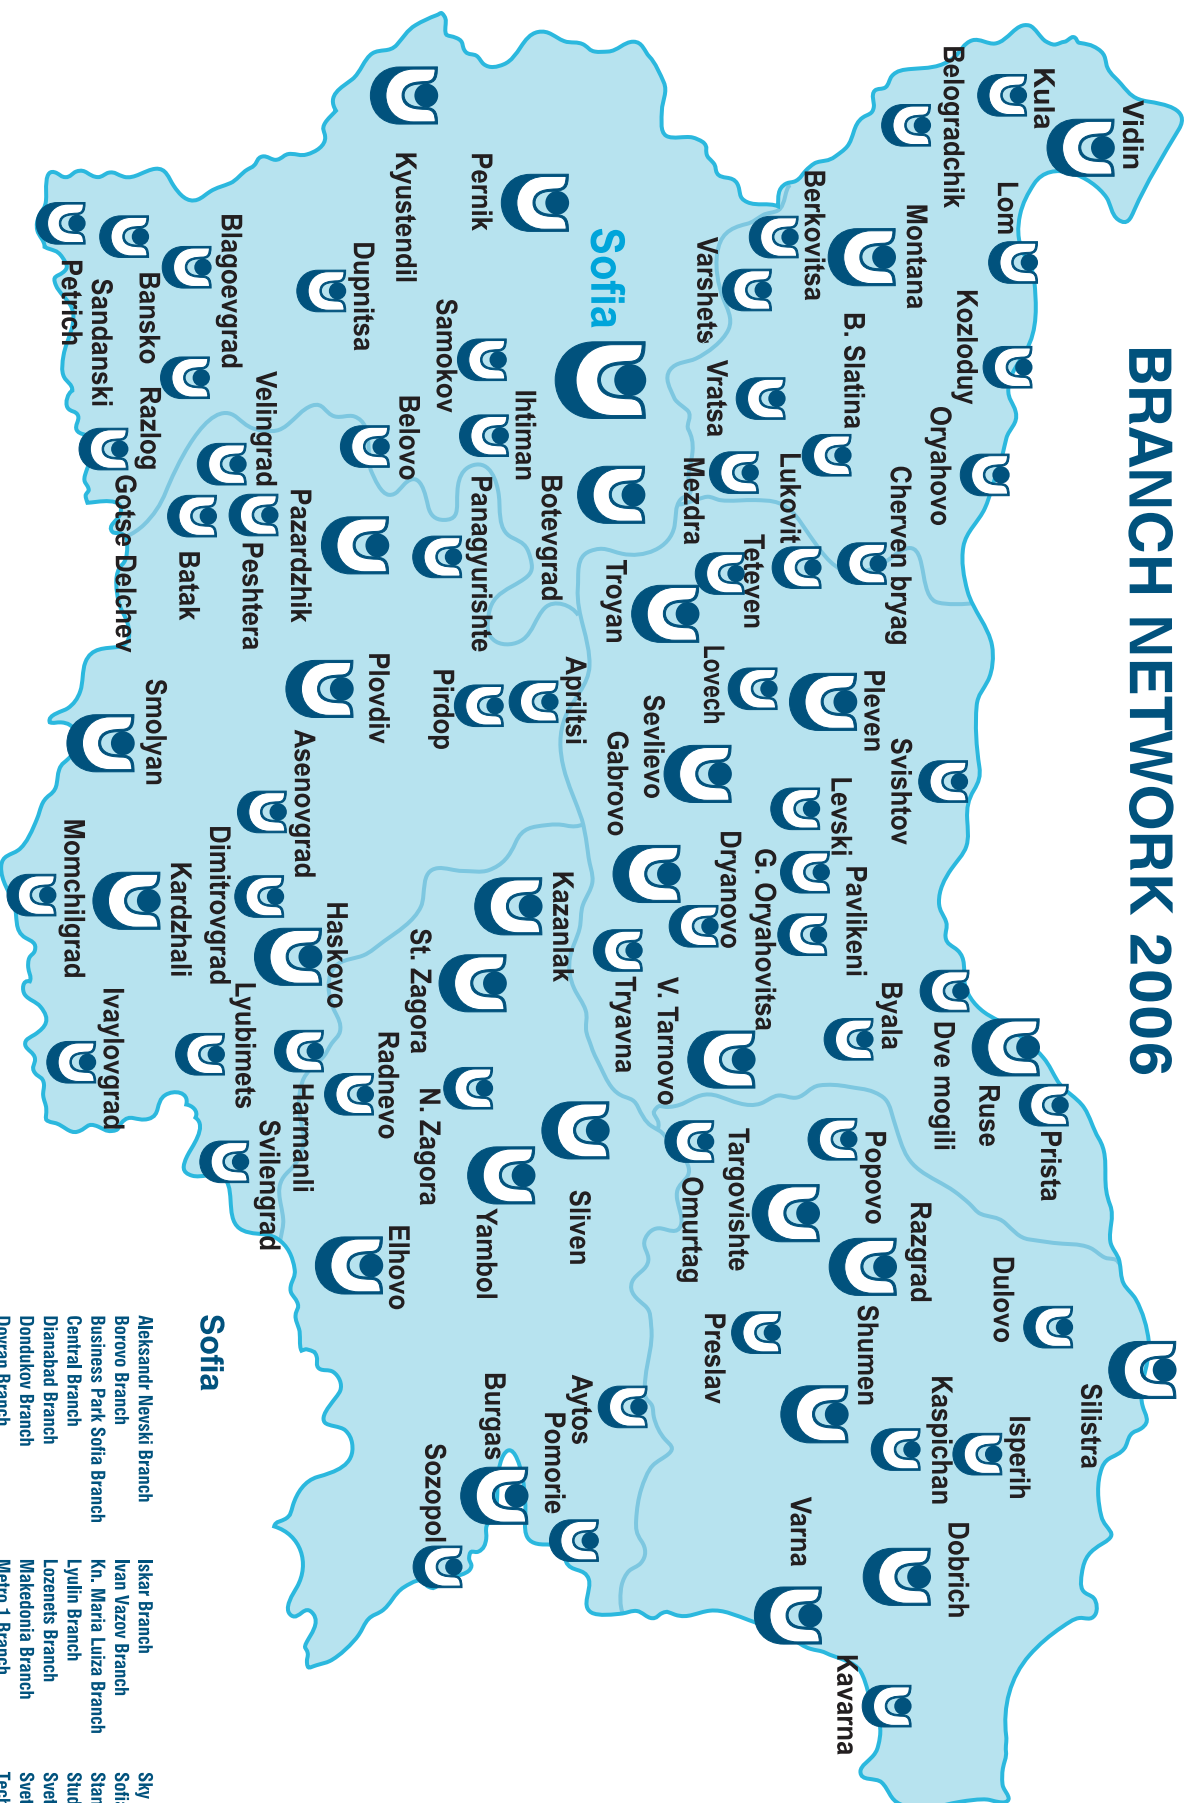 BRANCH NETWORK 2006
Vidin
Kula
Belogradchik
Lom
Montana
Berkovitsa
Varshets
Kozloduy
B. Slatina
Vratsa
Oryahovo
Cherven bryag
Lukovit
Mezdra
Teteven
Sofia
Pernik
Kyustendil
Dupnitsa
Samokov
Ihtiman
Botevgrad
Blagoevgrad
Bansko
Sandanski
Petrich
Razlog
Gotse Delchev
Velingrad
Belovo
Panagyurishte
Pazardzhik
Peshtera
Batak
Troyan
Lovech
Pleven
Svishtov
Levski
Pavlikeni
G. Oryahovitsa
Sevlievo
Gabrovo
Dryanovo
Apriltsi
Pirdop
Plovdiv
Asenovgrad
Smolyan
Kazanlak
Tryavna
V. Tarnovo
Byala
Dve mogili
Ruse
Prista
St. Zagora
Haskovo
Dimitrovgrad
Kardzhali
Momchilgrad
Ivaylovgrad
Lyubimets
Harmanli
Svilengrad
Radnevo
N. Zagora
Sliven
Yambol
Elhovo
Popovo
Targovishte
Omurtag
Razgrad
Dulovo
Silistra
Isperih
Kaspichan
Shumen
Preslav
Aytos
Pomorie
Burgas
Sozopol
Varna
Dobrich
Kavarna
Sofia
Aleksandr Nevski Branch
Borovo Branch
Business Park Sofia Branch
Central Branch
Dianabad Branch
Dondukov Branch
Dovran Branch
Iskar Branch
Ivan Vazov Branch
Kn. Maria Luiza Branch
Lyulin Branch
Lozenets Branch
Makedonia Branch
Metro 1 Branch
Sky